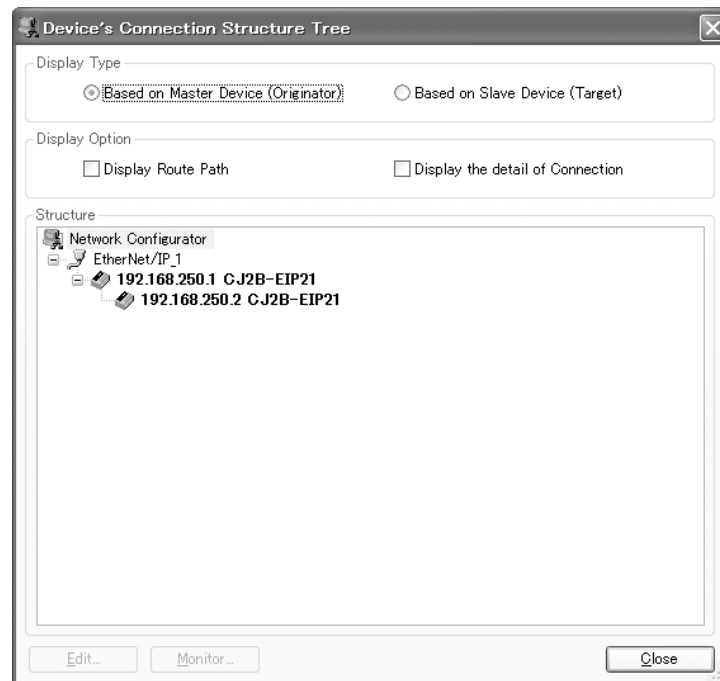 Device's Connection Structure Tree
Display Type
Based on Master Device (Originator) Based on Slave Device (Target)
Display Option
Display Route Path Display the detail of Connection
Structure
Network Configurator
EtherNet/IP_1
192.168.250.1 CJ2B-EIP21
192.168.250.2 CJ2B-EIP21
Edit... Monitor... Close